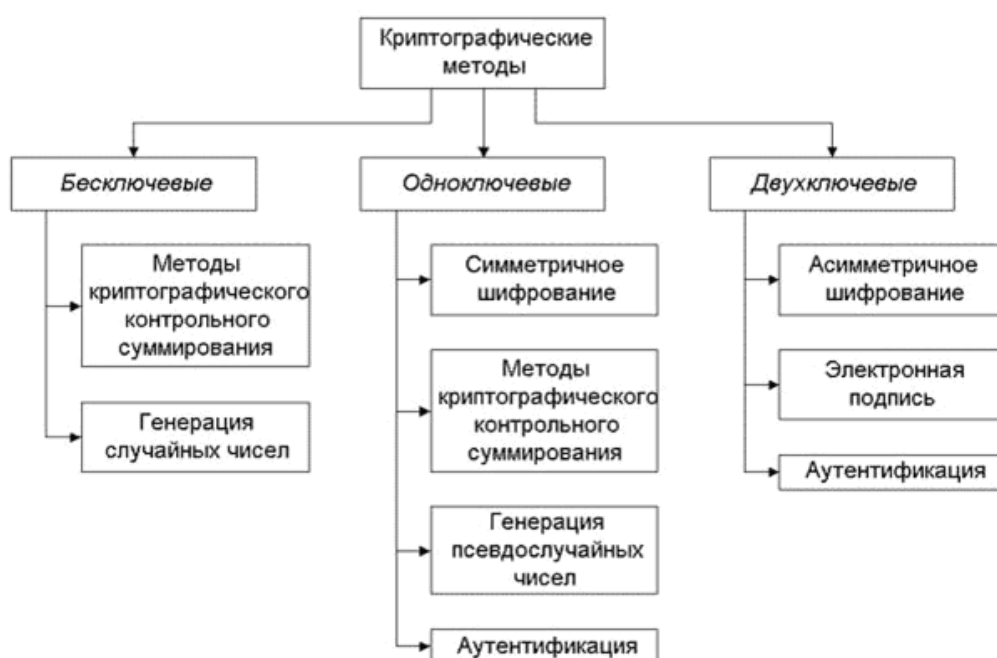 Криптографические
методы
Бесключевые
Одноключевые
Двухключевые
Методы
криптографического
контрольного
суммирования
Генерация
случайных чисел
Симметричное
шифрование
Методы
криптографического
контрольного
суммирования
Генерация
псевдослучайных
чисел
Аутентификация
Асимметричное
шифрование
Электронная
подпись
Аутентификация